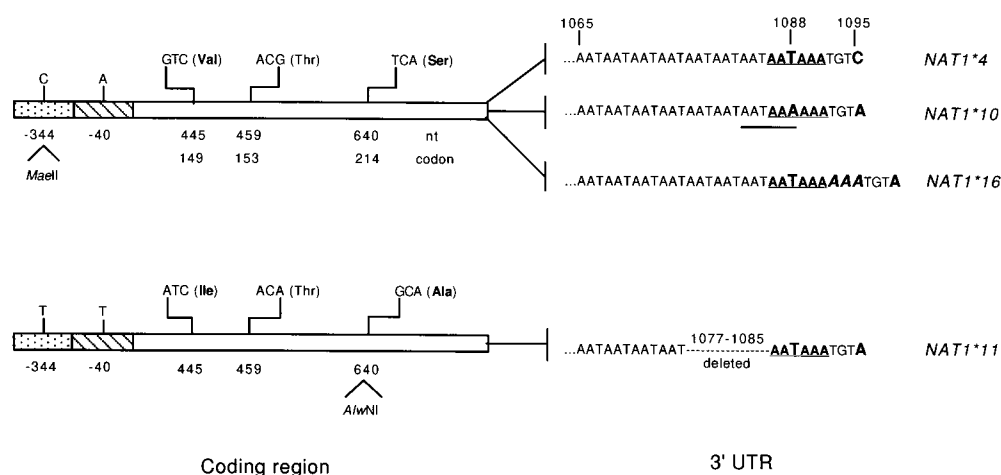 1065 1088 1095
GTC (Val) ACG (Thr) TCA (Ser)
...AATAATAATAATAATAATAATAATAAATGTC NAT1*4
C A
...AATAATAATAATAATAATAATAAAAAATGTA NAT1*10
-344 -40 445 459 640 nt
149 153 214 codon
MaeII
...AATAATAATAATAATAATAATAATAAAAAATGTA NAT1*16
ATC (Ile) ACA (Thr) GCA (Ala)
T T
1077-1085
...AATAATAATAAT----------AATAAATGTA NAT1*11
deleted
-344 -40 445 459 640
AlwNI
Coding region 3' UTR